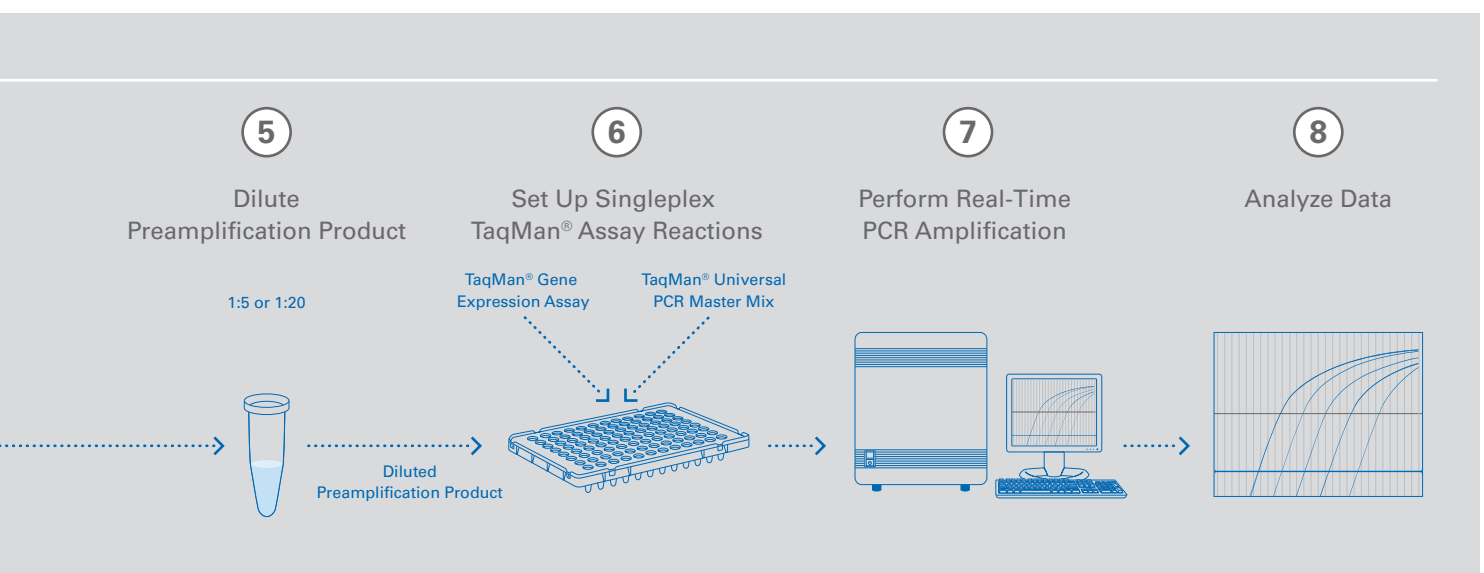 5
Dilute
Preamplification Product
1:5 or 1:20
6
Set Up Singleplex
TaqMan® Assay Reactions
TaqMan® Gene
Expression Assay
TaqMan® Universal
PCR Master Mix
Diluted
Preamplification Product
7
Perform Real-Time
PCR Amplification
8
Analyze Data